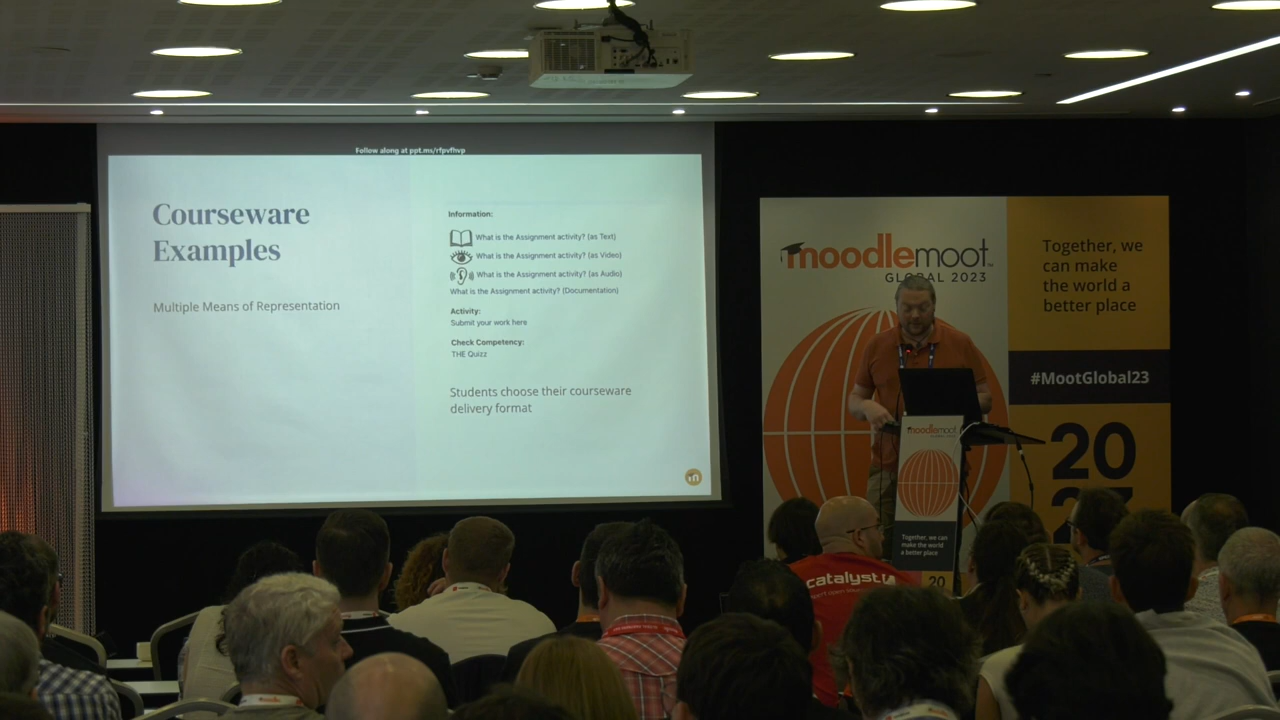 Follow along at ppt.ms/rfpvfhvp
Courseware
Examples
Multiple Means of Representation
Information:
What is the Assignment activity? (as Text)
What is the Assignment activity? (as Video)
What is the Assignment activity? (as Audio)
What is the Assignment activity? (Documentation)
Activity:
Submit your work here
Check Competency:
THE Quizz
Students choose their courseware
delivery format
m
moodlemoot
GLOBAL 2023
Together, we
can make
the world a
better place
#MootGlobal23
20
moodlemoot
Together, we can
make the world
a better place
20
catalyst
open